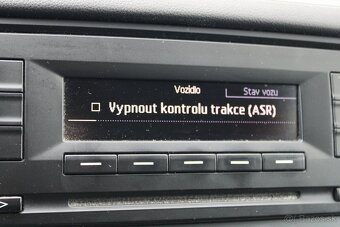 Vozidlo
Stav vozu
Vypnout kontrolu trakce (ASR)